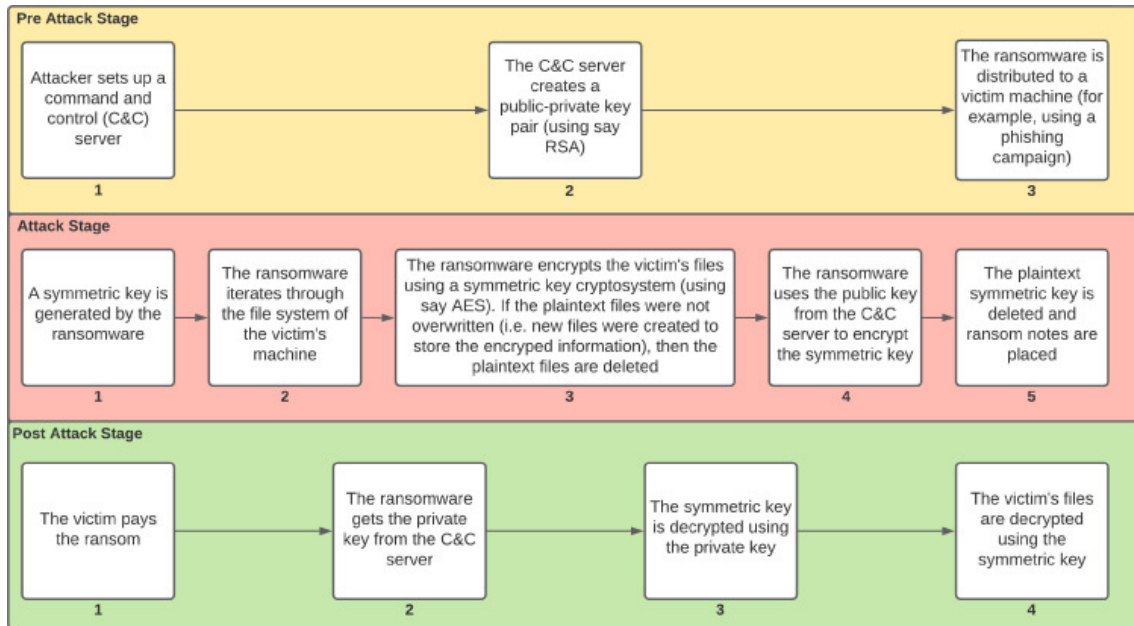 Pre Attack Stage
Attacker sets up a
command and
control (C&C)
server
1
The C&C server
creates a
public-private key
pair (using say
RSA)
2
The ransomware is
distributed to a
victim machine (for
example, using a
phishing
campaign)
3
Attack Stage
A symmetric key is
generated by the
ransomware
1
The ransomware
iterates through
the file system of
the victim's
machine
2
The ransomware encrypts the victim's files
using a symmetric key cryptosystem (using
say AES). If the plaintext files were not
overwritten (i.e. new files were created to
store the encryped information), then the
plaintext files are deleted
3
The ransomware
uses the public key
from the C&C
server to encrypt
the symmetric key
4
The plaintext
symmetric key is
deleted and
ransom notes are
placed
5
Post Attack Stage
The victim pays
the ransom
1
The ransomware
gets the private
key from the C&C
server
2
The symmetric key
is decrypted using
the private key
3
The victim's files
are decrypted
using the
symmetric key
4